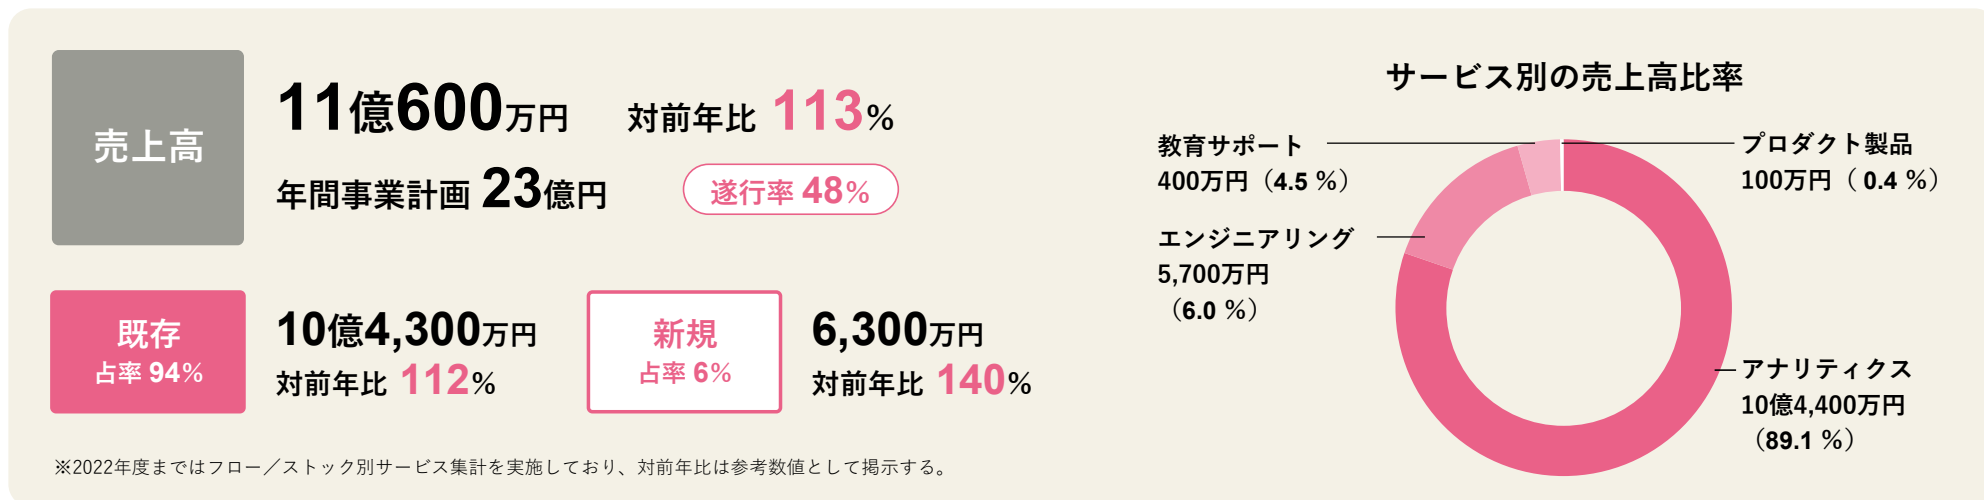 売上高
11億600万円 対前年比 113%
年間事業計画 23億円 遂行率 48%
既存
占率 94%
10億4,300万円
対前年比 112%
新規
占率 6%
6,300万円
対前年比 140%
※2022年度まではフロー／ストック別サービス集計を実施しており、対前年比は参考数値として掲示する。
サービス別の売上高比率
教育サポート
400万円（4.5 %）
プロダクト製品
100万円（ 0.4 %）
エンジニアリング
5,700万円
（6.0 %）
アナリティクス
10億4,400万円
（89.1 %）